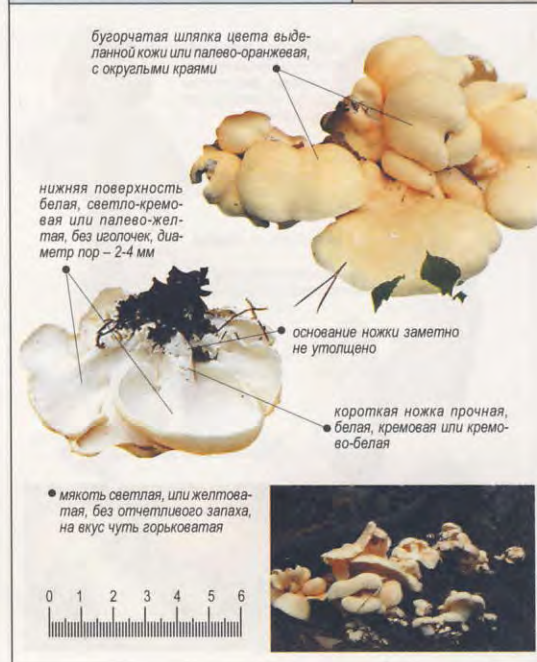 бугорчатая шляпка цвета выде-
ланной кожи или палево-оранжевая,
с округлыми краями
нижняя поверхность
белая, светло-кремо-
вая или палево-жел-
тая, без иголочек, диа-
метр пор – 2-4 мм
основание ножки заметно
не утолщено
короткая ножка прочная,
белая, кремовая или кремо-
во-белая
• мякоть светлая, или желтова-
тая, без отчетливого запаха,
на вкус чуть горьковатая
0 1 2 3 4 5 6